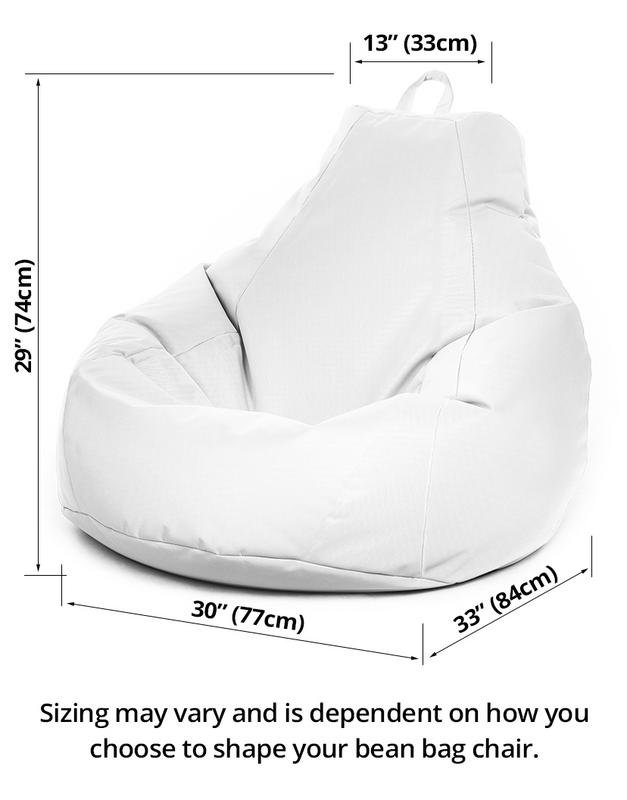 13” (33cm)
29” (74cm)
30” (77cm)
33” (84cm)
Sizing may vary and is dependent on how you
choose to shape your bean bag chair.